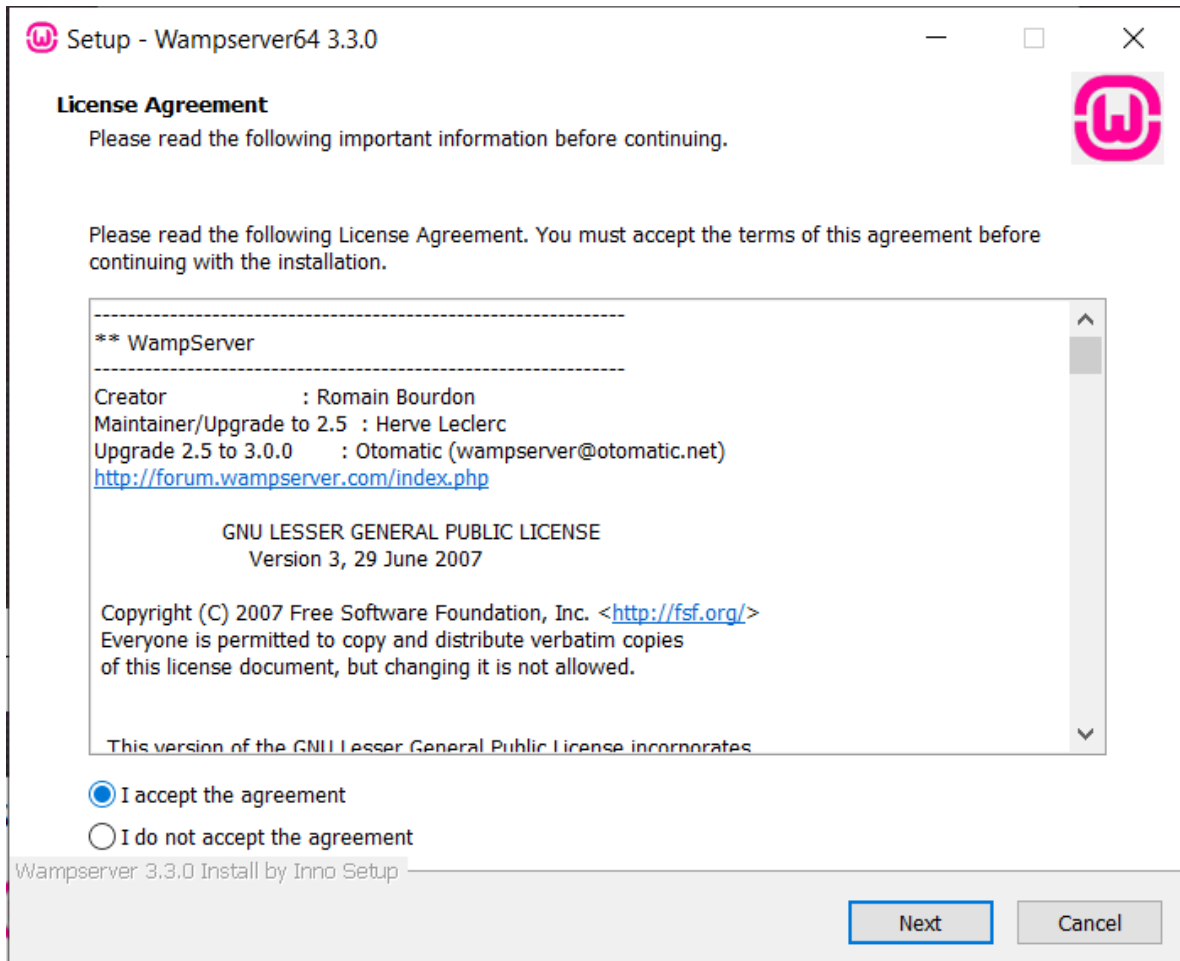 Setup - Wampserver64 3.3.0
License Agreement
Please read the following important information before continuing.
Please read the following License Agreement. You must accept the terms of this agreement before
continuing with the installation.
----------------------------------------------------------------
** WampServer
----------------------------------------------------------------
Creator : Romain Bourdon
Maintainer/Upgrade to 2.5 : Herve Leclerc
Upgrade 2.5 to 3.0.0 : Otomatic (wampserver@otomatic.net)
http://forum.wampserver.com/index.php
GNU LESSER GENERAL PUBLIC LICENSE
Version 3, 29 June 2007
Copyright (C) 2007 Free Software Foundation, Inc. <http://fsf.org/>
Everyone is permitted to copy and distribute verbatim copies
of this license document, but changing it is not allowed.
This version of the GNU Lesser General Public License incorporates
I accept the agreement
I do not accept the agreement
Wampserver 3.3.0 Install by Inno Setup
Next
Cancel